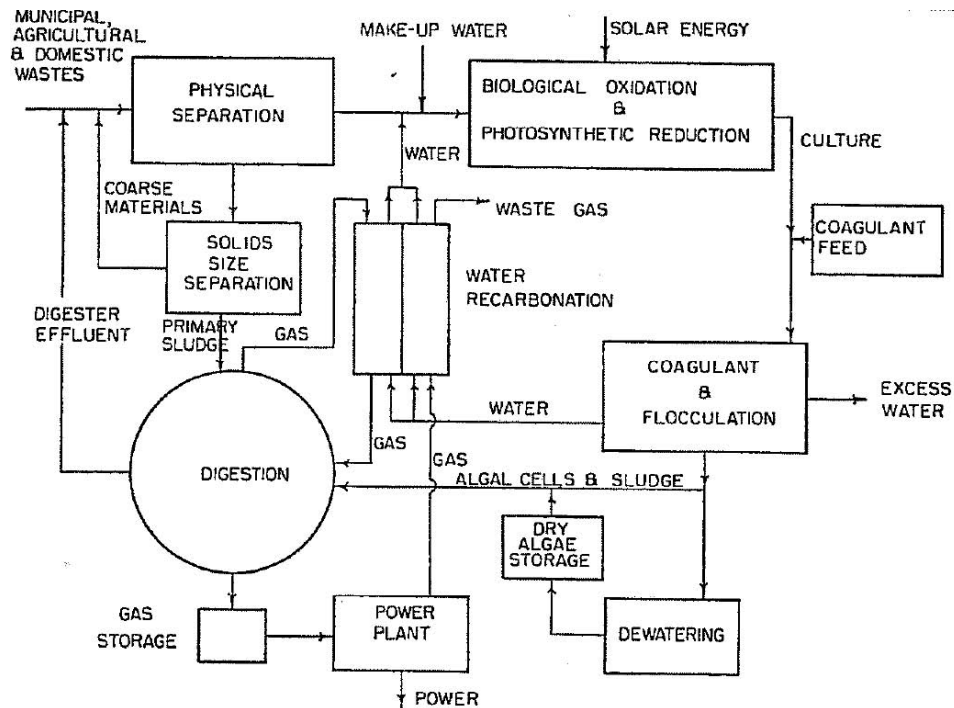 MUNICIPAL,
AGRICULTURAL
& DOMESTIC
WASTES
MAKE-UP WATER
SOLAR ENERGY
PHYSICAL
SEPARATION
BIOLOGICAL OXIDATION
&
PHOTOSYNTHETIC REDUCTION
CULTURE
WATER
COARSE
MATERIALS
WASTE GAS
SOLIDS
SIZE
SEPARATION
COAGULANT
FEED
WATER
RECARBONATION
DIGESTER
EFFLUENT
PRIMARY
SLUDGE
GAS
COAGULANT
&
FLOCCULATION
EXCESS
WATER
WATER
GAS
GAS
DIGESTION
ALGAL CELLS & SLUDGE
DRY
ALGAE
STORAGE
GAS
STORAGE
POWER
PLANT
DEWATERING
POWER